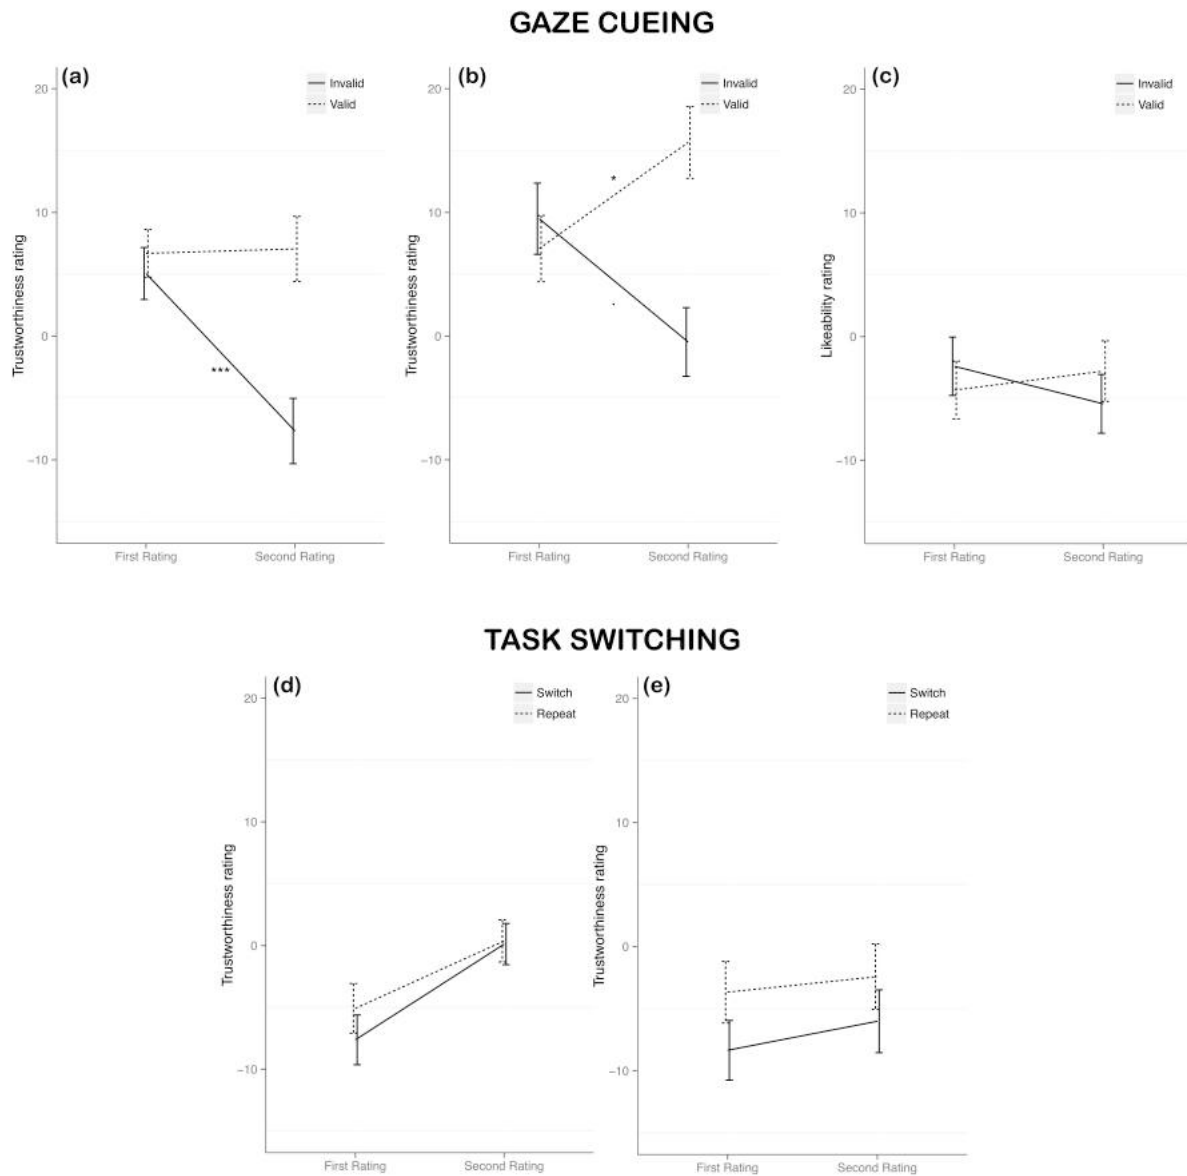 GAZE CUEING
(a)
Invalid
Valid
20
10
0
−10
Trustworthiness rating
***
First Rating
Second Rating
(b)
Invalid
Valid
20
10
0
−10
Trustworthiness rating
*
.
First Rating
Second Rating
(c)
Invalid
Valid
20
10
0
−10
Likeability rating
First Rating
Second Rating
TASK SWITCHING
(d)
Switch
Repeat
20
10
0
−10
Trustworthiness rating
First Rating
Second Rating
(e)
Switch
Repeat
20
10
0
−10
Trustworthiness rating
First Rating
Second Rating